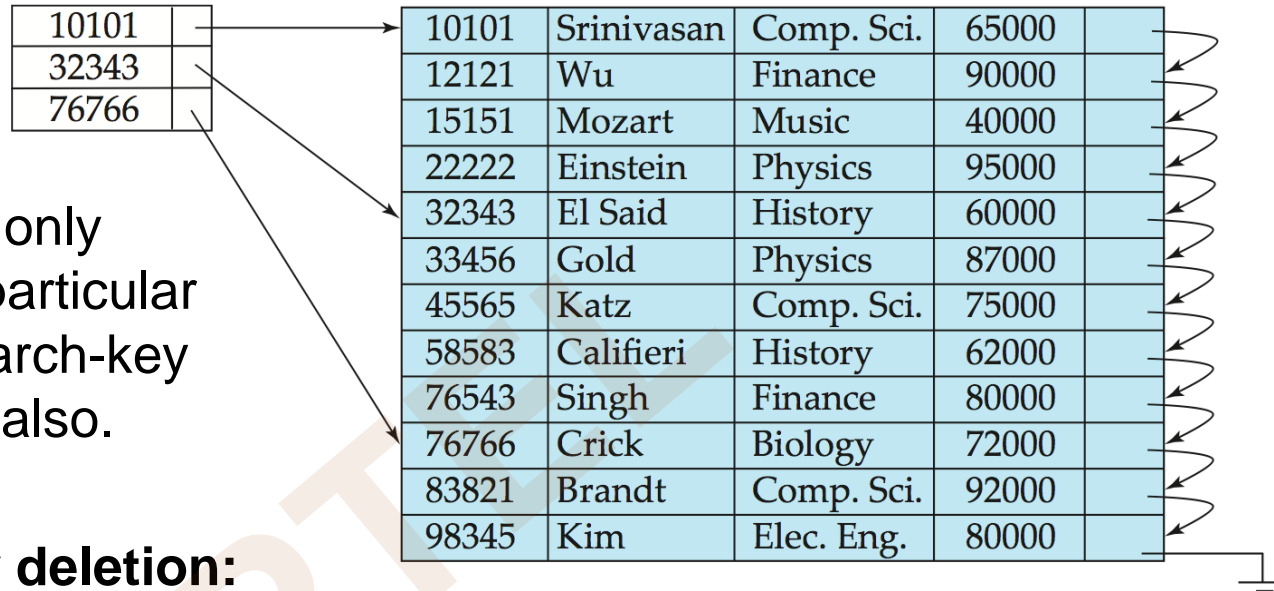 10101
32343
76766
10101 Srinivasan Comp. Sci. 65000
12121 Wu Finance 90000
15151 Mozart Music 40000
22222 Einstein Physics 95000
32343 El Said History 60000
33456 Gold Physics 87000
45565 Katz Comp. Sci. 75000
58583 Califieri History 62000
76543 Singh Finance 80000
76766 Crick Biology 72000
83821 Brandt Comp. Sci. 92000
98345 Kim Elec. Eng. 80000
only
particular
arch-key
also.
deletion:
PTEL